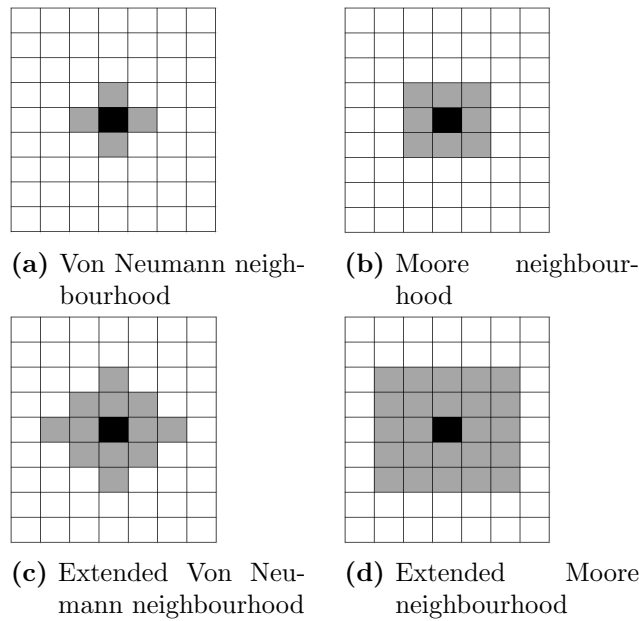 (a) Von Neumann neigh-
bourhood
(b) Moore neighbour-
hood
(c) Extended Von Neu-
mann neighbourhood
(d) Extended Moore
neighbourhood